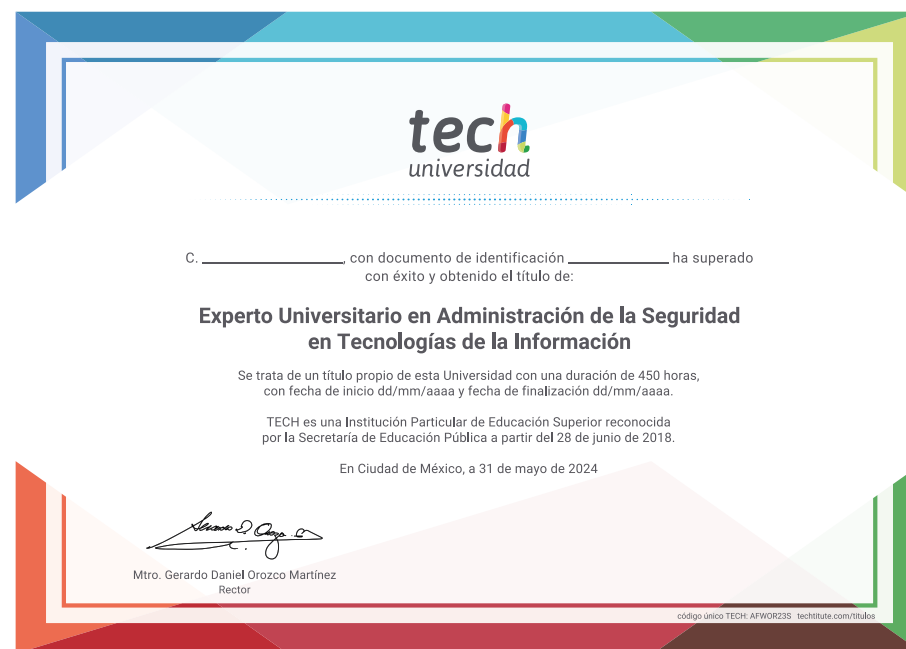 tech
universidad
C. ____________________, con documento de identificación ______________ ha superado
con éxito y obtenido el título de:
Experto Universitario en Administración de la Seguridad
en Tecnologías de la Información
Se trata de un título propio de esta Universidad con una duración de 450 horas,
con fecha de inicio dd/mm/aaaa y fecha de finalización dd/mm/aaaa.
TECH es una Institución Particular de Educación Superior reconocida
por la Secretaría de Educación Pública a partir del 28 de junio de 2018.
En Ciudad de México, a 31 de mayo de 2024
Mtro. Gerardo Daniel Orozco Martínez
Rector
código único TECH: AFWOR23S techtitute.com/titulos